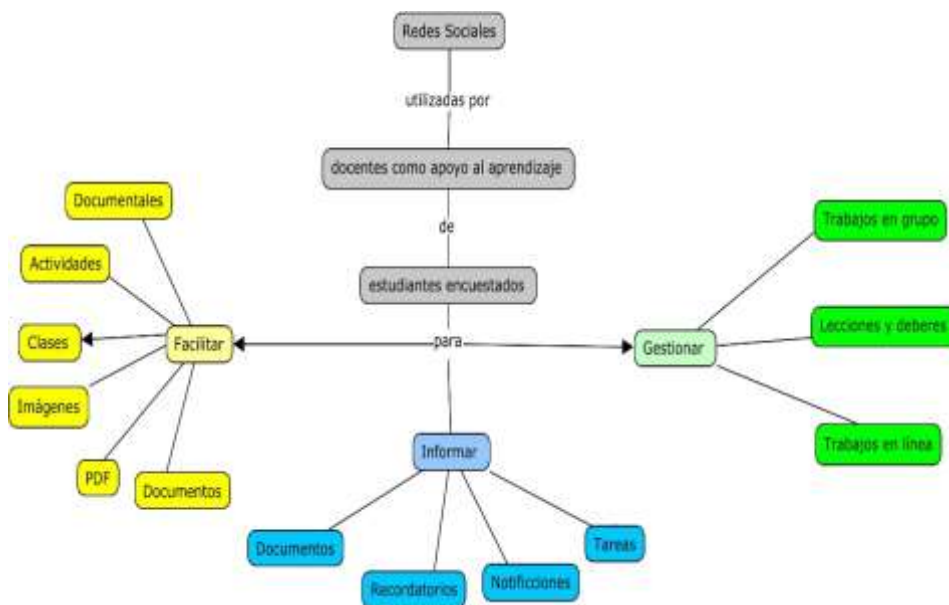 Redes Sociales
utilizadas por
docentes como apoyo al aprendizaje
de
estudiantes encuestados
para
Facilitar
Documentales
Actividades
Clases
Imágenes
PDF
Documentos
Informar
Documentos
Recordatorios
Notificciones
Tareas
Gestionar
Trabajos en grupo
Lecciones y deberes
Trabajos en línea